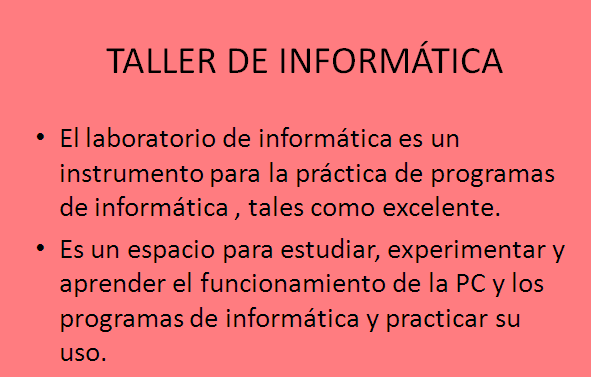 TALLER DE INFORMÁTICA
• El laboratorio de informática es un
instrumento para la práctica de programas
de informática , tales como excelente.
• Es un espacio para estudiar, experimentar y
aprender el funcionamiento de la PC y los
programas de informática y practicar su
uso.